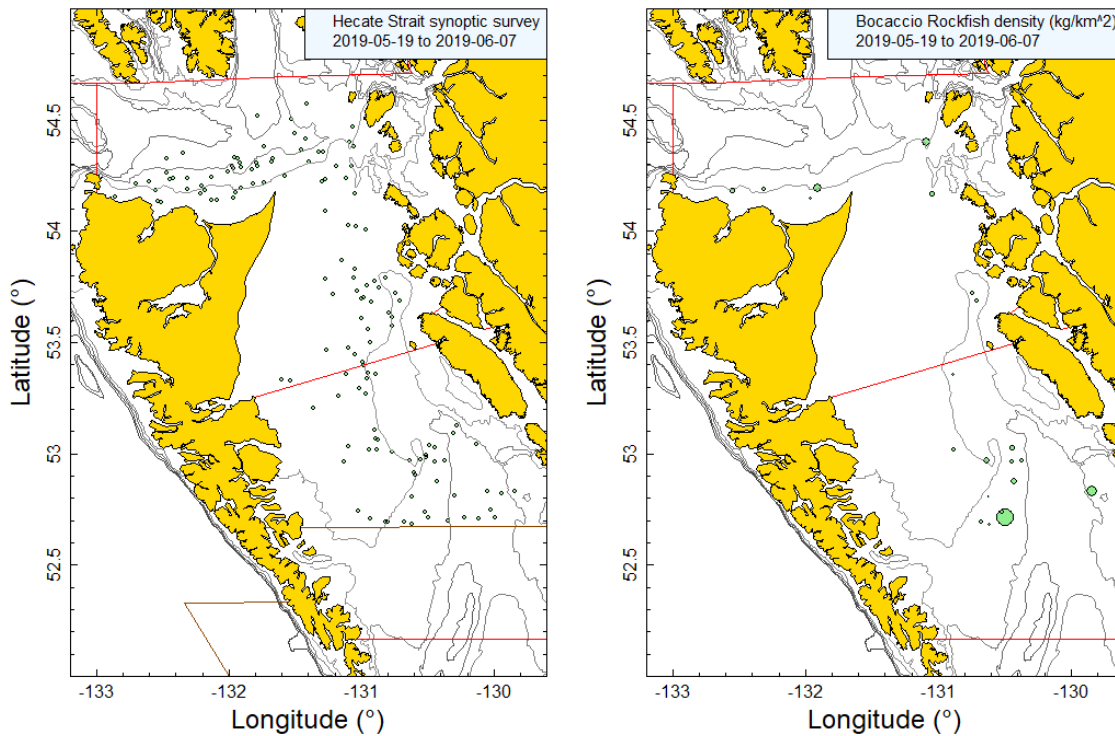 Hecate Strait synoptic survey
2019-05-19 to 2019-06-07
54.5
54
53.5
53
52.5
Latitude (°)
-133
-132
-131
-130
Longitude (°)
Bocaccio Rockfish density (kg/km^2)
2019-05-19 to 2019-06-07
54.5
54
53.5
53
52.5
Latitude (°)
-133
-132
-131
-130
Longitude (°)